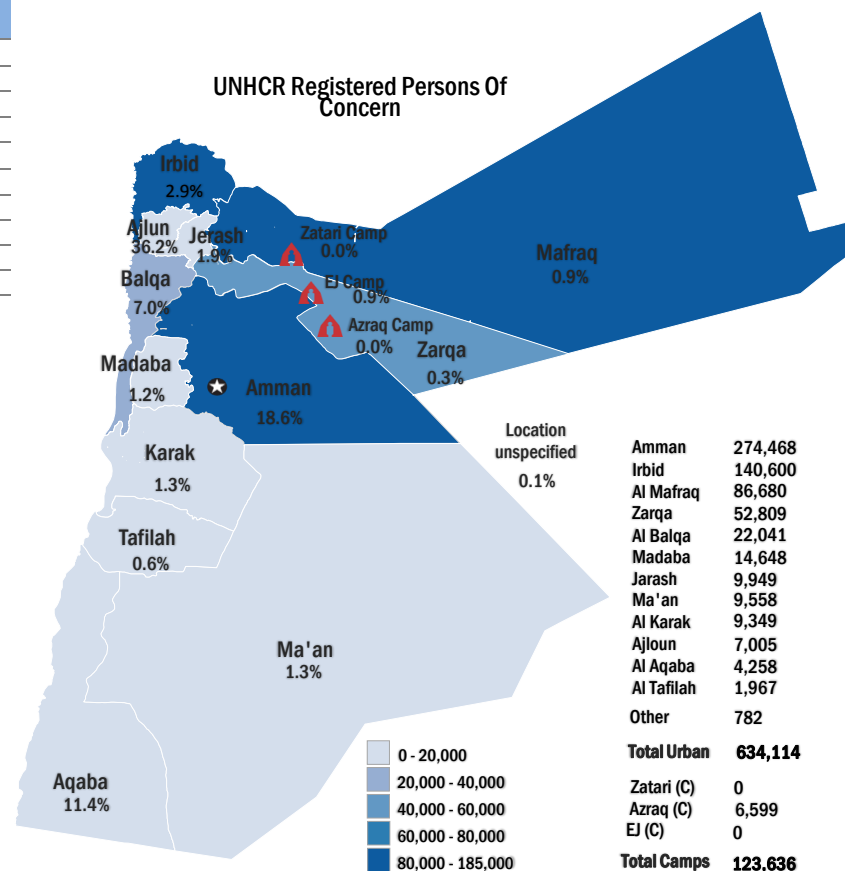 UNHCR Registered Persons Of
Concern
Irbid
2.9%
Ajlun
36.2%
Jerash
1.9%
Zatari Camp
0.0%
Mafraq
0.9%
Balqa
7.0%
EJ Camp
0.9%
Azraq Camp
0.0%
Zarqa
0.3%
Madaba
1.2%
Amman
18.6%
Karak
1.3%
Location
unspecified
0.1%
Tafilah
0.6%
Ma'an
1.3%
Aqaba
11.4%
0 - 20,000
20,000 - 40,000
40,000 - 60,000
60,000 - 80,000
80,000 - 185,000
Amman 274,468
Irbid 140,600
Al Mafraq 86,680
Zarqa 52,809
Al Balqa 22,041
Madaba 14,648
Jarash 9,949
Ma'an 9,558
Al Karak 9,349
Ajloun 7,005
Al Aqaba 4,258
Al Tafilah 1,967
Other 782
Total Urban 634,114
Zatari (C) 0
Azraq (C) 6,599
EJ (C) 0
Total Camps 123,636